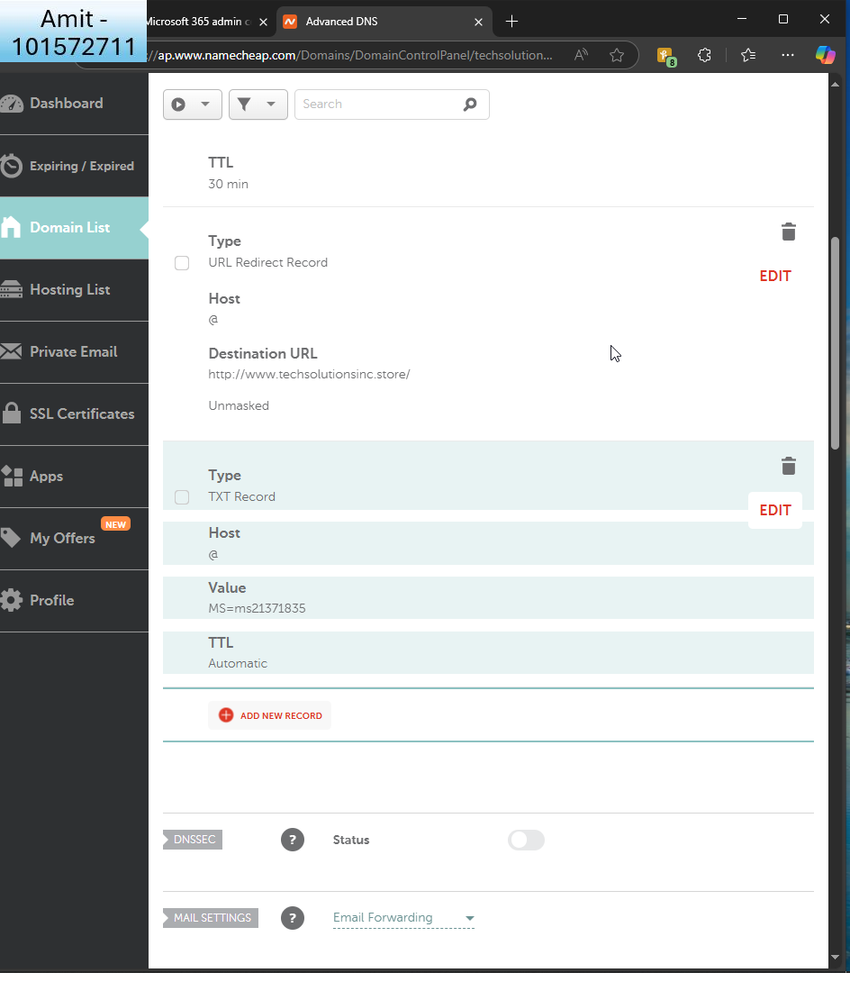 Amit -
101572711
Microsoft 365 admin c
Advanced DNS
://ap.www.namecheap.com/Domains/DomainControlPanel/techsolution...
8
Dashboard
Expiring / Expired
Domain List
Hosting List
Private Email
SSL Certificates
Apps
NEW
My Offers
Profile
Search
TTL
30 min
Type
URL Redirect Record
EDIT
Host
@
Destination URL
http://www.techsolutionsinc.store/
Unmasked
Type
TXT Record
EDIT
Host
@
Value
MS=ms21371835
TTL
Automatic
ADD NEW RECORD
DNSSEC
?
Status
MAIL SETTINGS
?
Email Forwarding